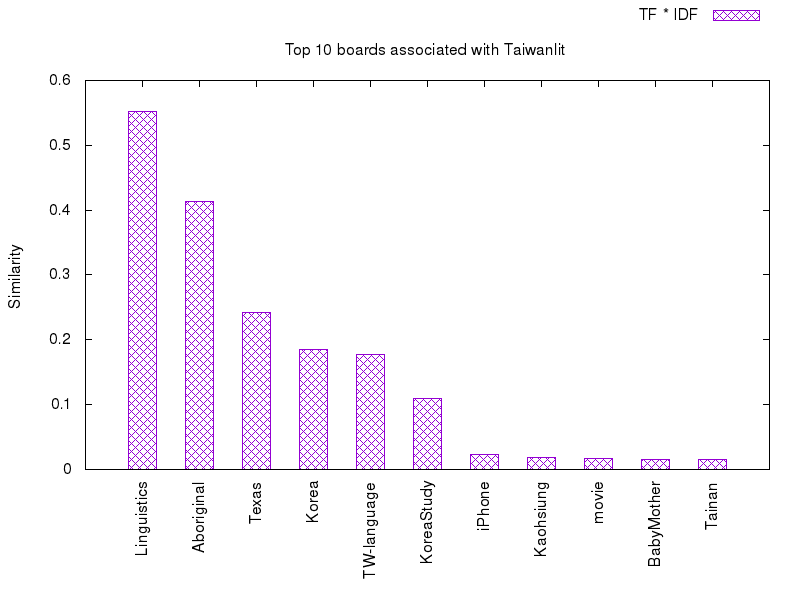 TF * IDF
Top 10 boards associated with Taiwanlit
Similarity
0.6
0.5
0.4
0.3
0.2
0.1
0
Linguistics
Aboriginal
Texas
Korea
TW-language
KoreaStudy
iPhone
Kaohsiung
movie
BabyMother
Tainan